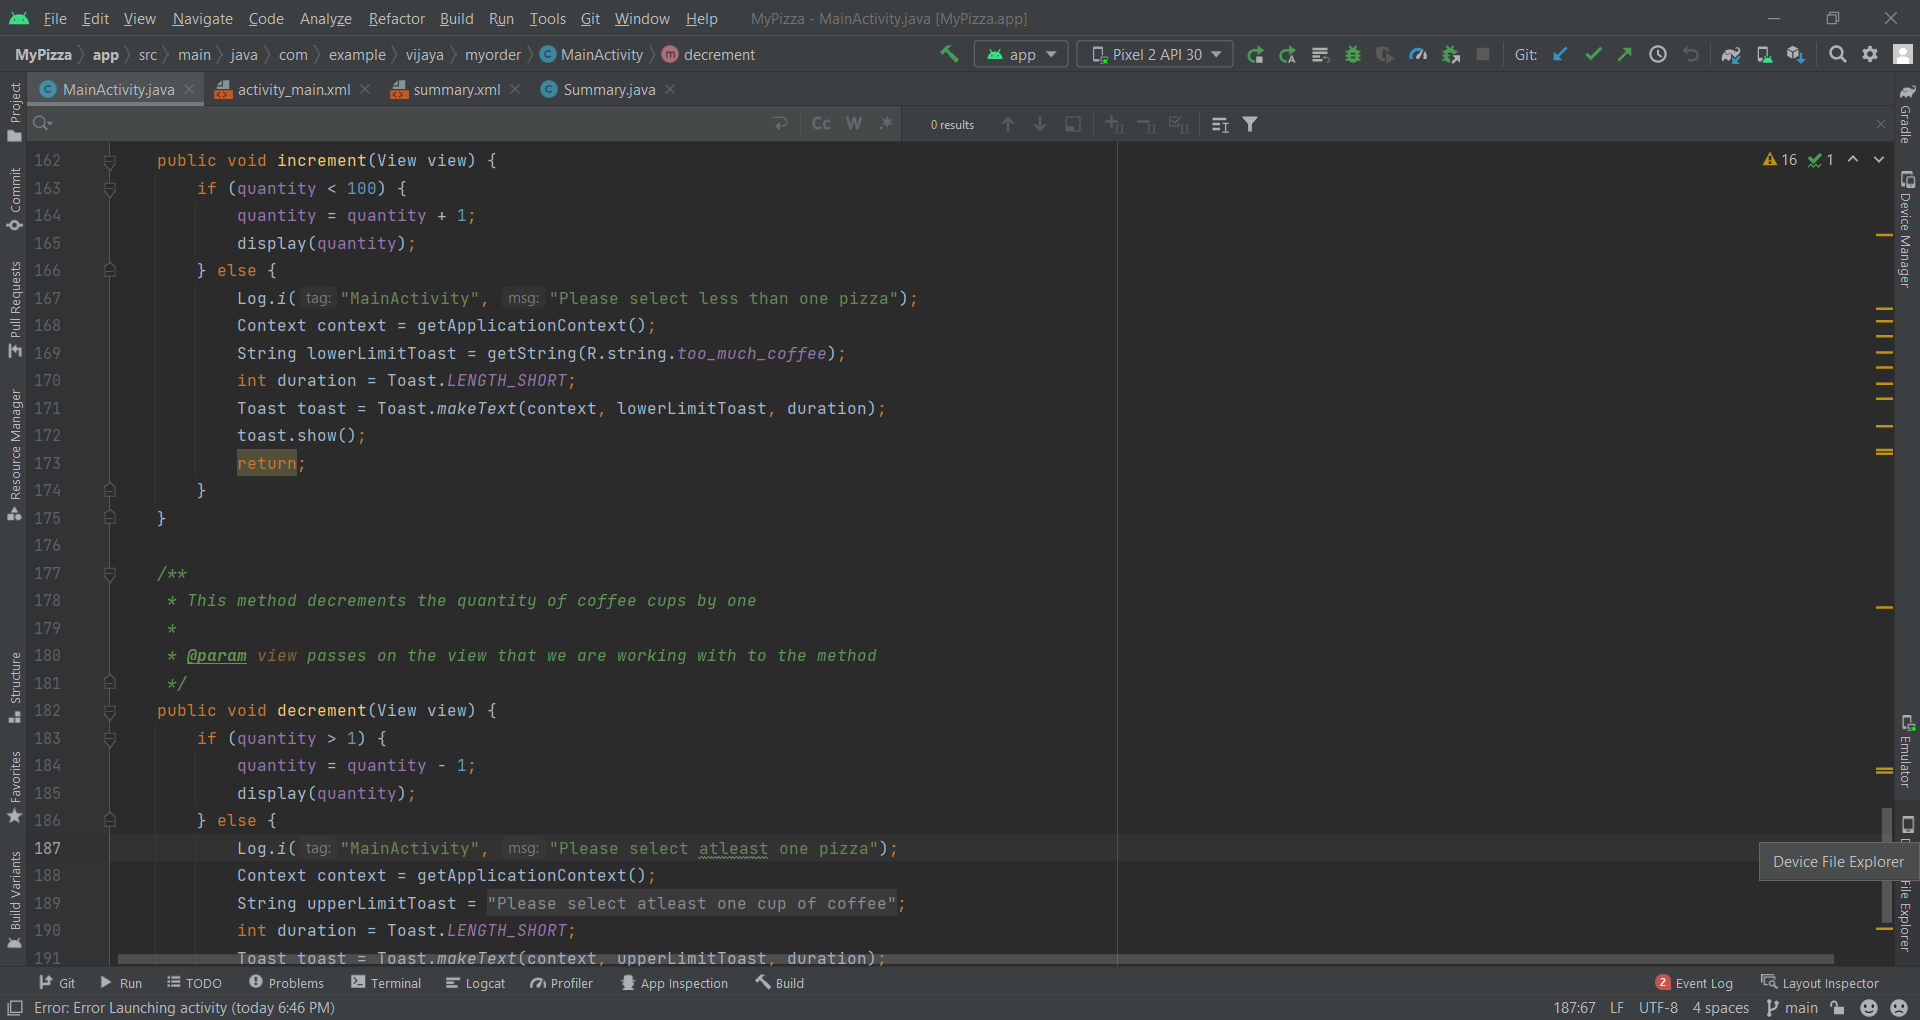 File Edit View Navigate Code Analyze Refactor Build Run Tools Git Window Help MyPizza - MainActivity.java [MyPizza.app]
MyPizza app src main java com example vijaya myorder MainActivity decrement app Pixel 2 API 30 Git:
MainActivity.java activity_main.xml summary.xml Summary.java
Cc W .* 0 results
16 1
162 public void increment(View view) {
163 if (quantity < 100) {
164 quantity = quantity + 1;
165 display(quantity);
166 } else {
167 Log.i( tag: "MainActivity", msg: "Please select less than one pizza");
168 Context context = getApplicationContext();
169 String lowerLimitToast = getString(R.string.too_much_coffee);
170 int duration = Toast.LENGTH_SHORT;
171 Toast toast = Toast.makeText(context, lowerLimitToast, duration);
172 toast.show();
173 return;
174 }
175 }
176
177 /**
178 * This method decrements the quantity of coffee cups by one
179 *
180 * @param view passes on the view that we are working with to the method
181 */
182 public void decrement(View view) {
183 if (quantity > 1) {
184 quantity = quantity - 1;
185 display(quantity);
186 } else {
187 Log.i( tag: "MainActivity", msg: "Please select atleast one pizza");
188 Context context = getApplicationContext();
189 String upperLimitToast = "Please select atleast one cup of coffee";
190 int duration = Toast.LENGTH_SHORT;
191 Toast toast = Toast.makeText(context, upperLimitToast, duration);
Project
Commit
Pull Requests
Resource Manager
Structure
Favorites
Build Variants
Gradle
Device Manager
Emulator
Device File Explorer
File Explorer
Git Run TODO Problems Terminal Logcat Profiler App Inspection Build 2 Event Log Layout Inspector
Error: Error Launching activity (today 6:46 PM) 187:67 LF UTF-8 4 spaces main